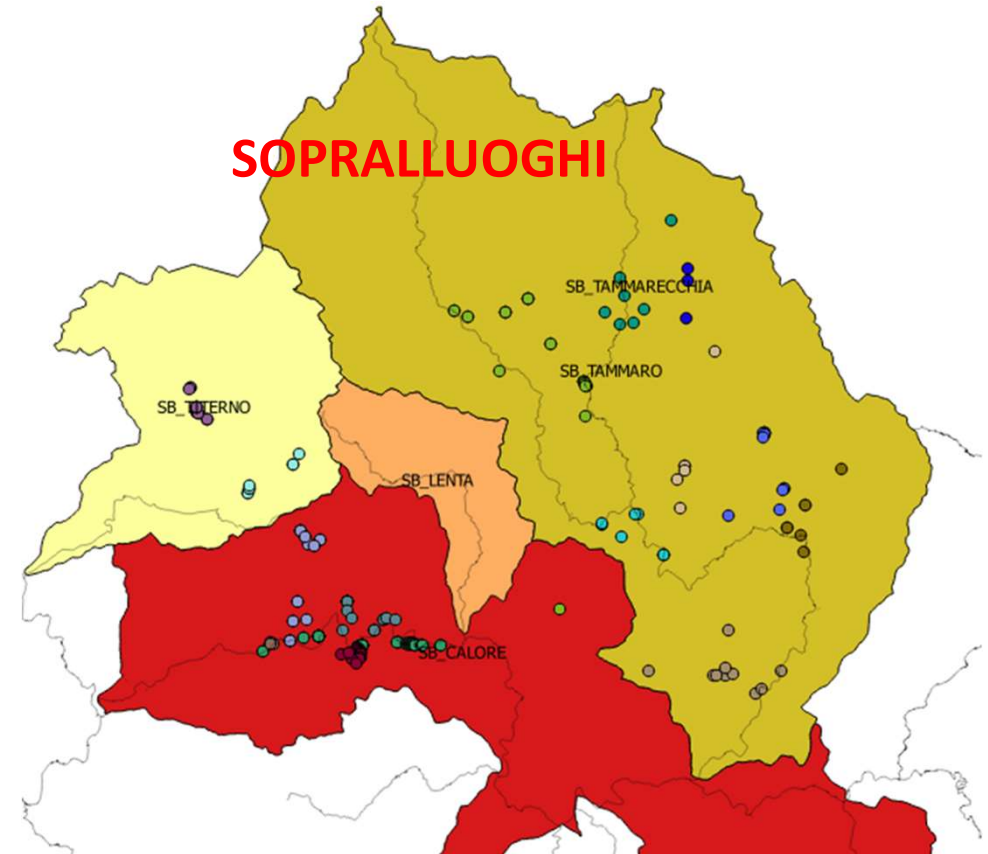 SOPRALLUOGHI
SB_TAMMARECCHIA
SB_TAMMARO
SB_TITERNO
SB_LENTA
SB_CALORE